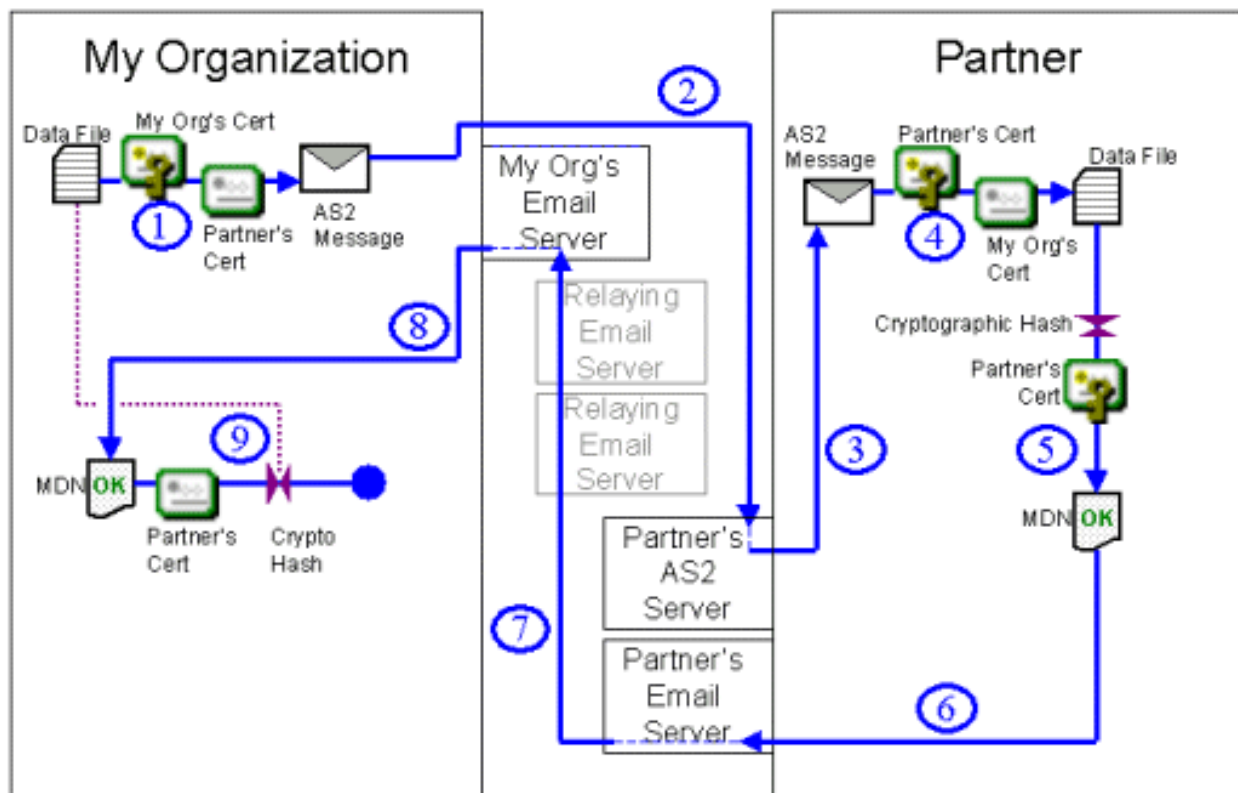 My Organization
Data File
My Org's Cert
1
Partner's
Cert
AS2
Message
2
My Org's
Email
Server
Relaying
Email
Server
Relaying
Email
Server
8
9
MDN
OK
Partner's
Cert
Crypto
Hash
7
Partner's
AS2
Server
Partner's
Email
Server
Partner
AS2
Message
Partner's Cert
Data File
4
My Org's
Cert
3
Cryptographic Hash
Partner's
Cert
5
MDN
OK
6